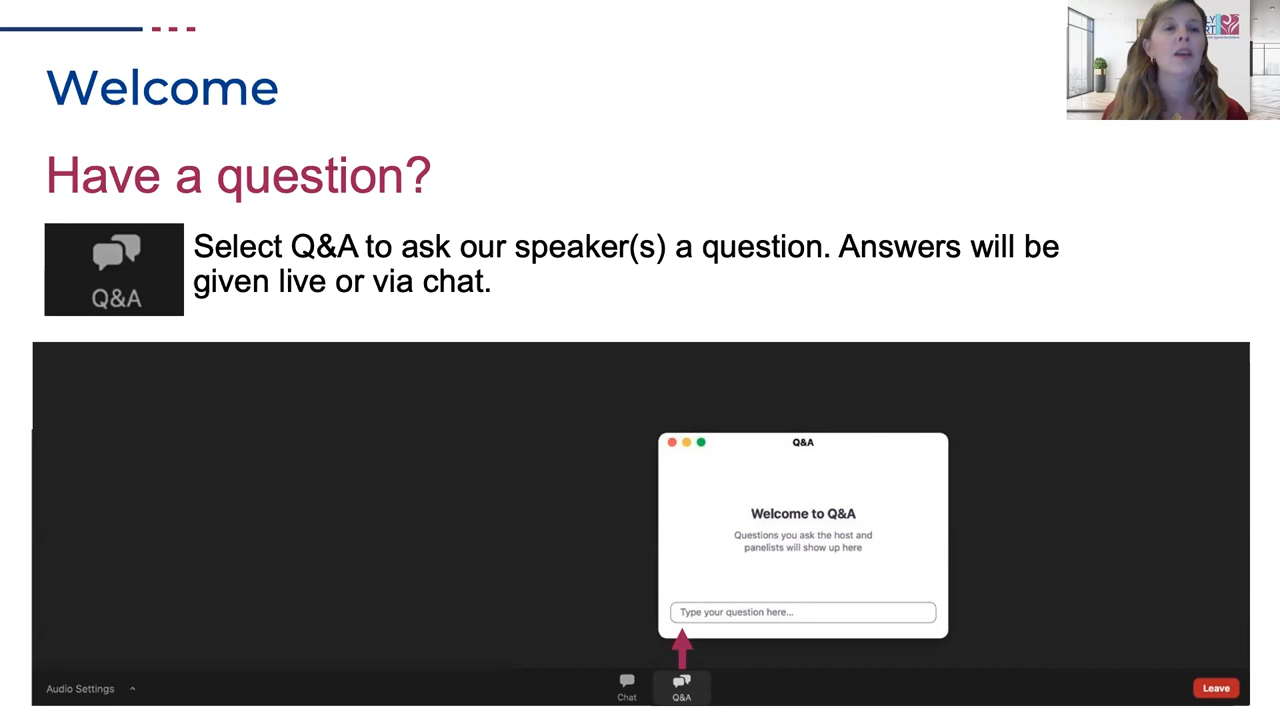 Welcome
Have a question?
Q&A
Select Q&A to ask our speaker(s) a question. Answers will be
given live or via chat.
Q&A
Welcome to Q&A
Questions you ask the host and
panelists will show up here
Type your question here...
Audio Settings
Chat
Q&A
Leave